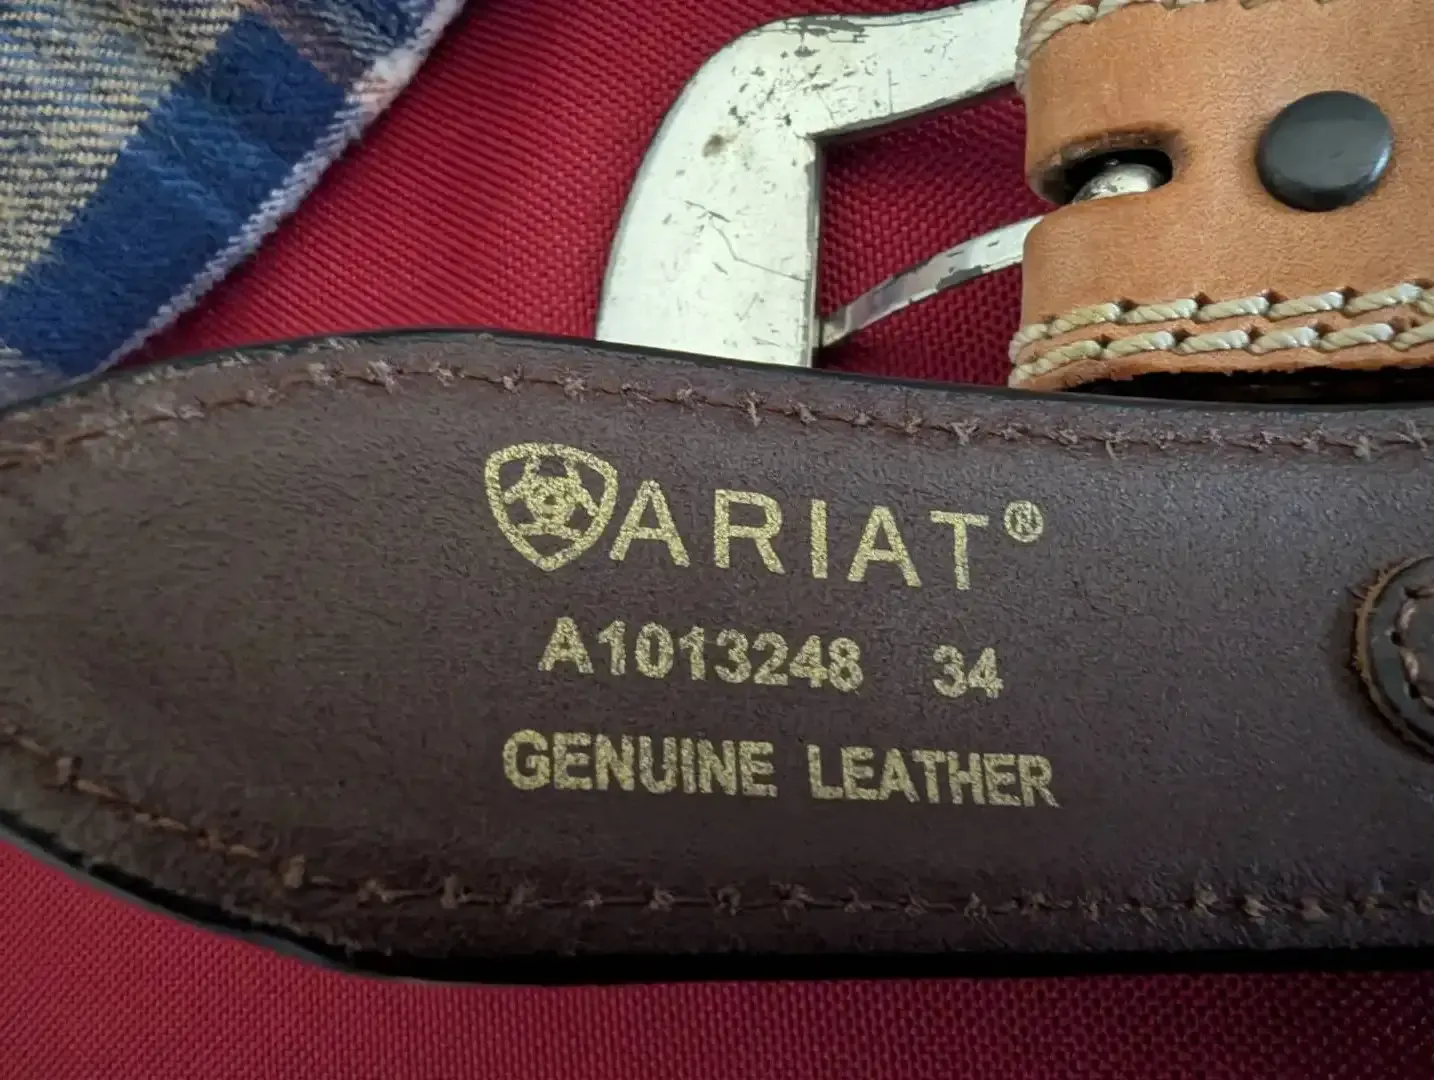 ARIAT®
A1013248 34
GENUINE LEATHER